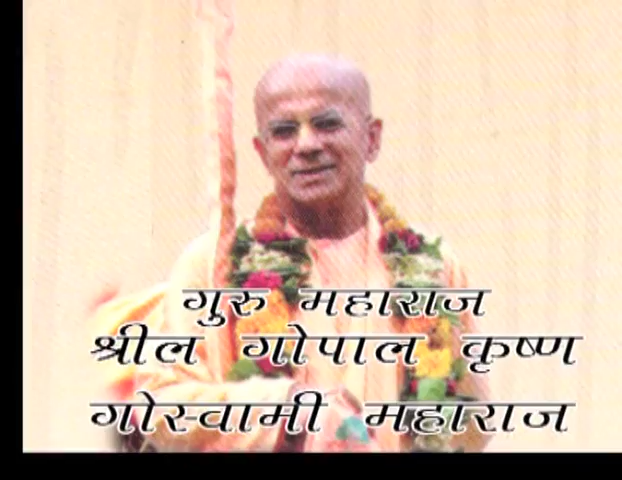 गुरु महाराज
श्रील गोपाल कृष्ण
गोस्वामी महाराज